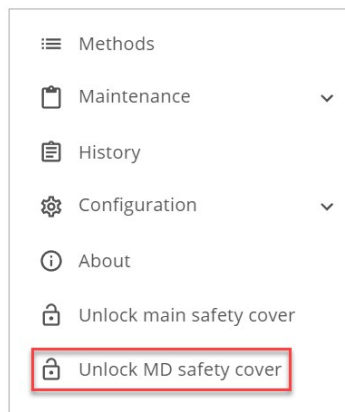 Methods
Maintenance
History
Configuration
About
Unlock main safety cover
Unlock MD safety cover